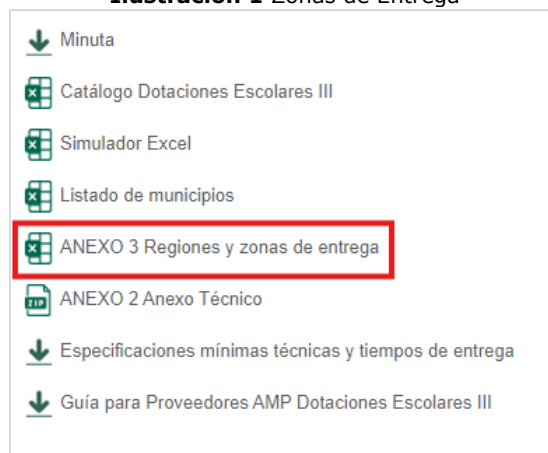 Ilustración 1 Zonas de Entrega
Minuta
Catálogo Dotaciones Escolares III
Simulador Excel
Listado de municipios
ANEXO 3 Regiones y zonas de entrega
ZIP ANEXO 2 Anexo Técnico
Especificaciones mínimas técnicas y tiempos de entrega
Guía para Proveedores AMP Dotaciones Escolares III